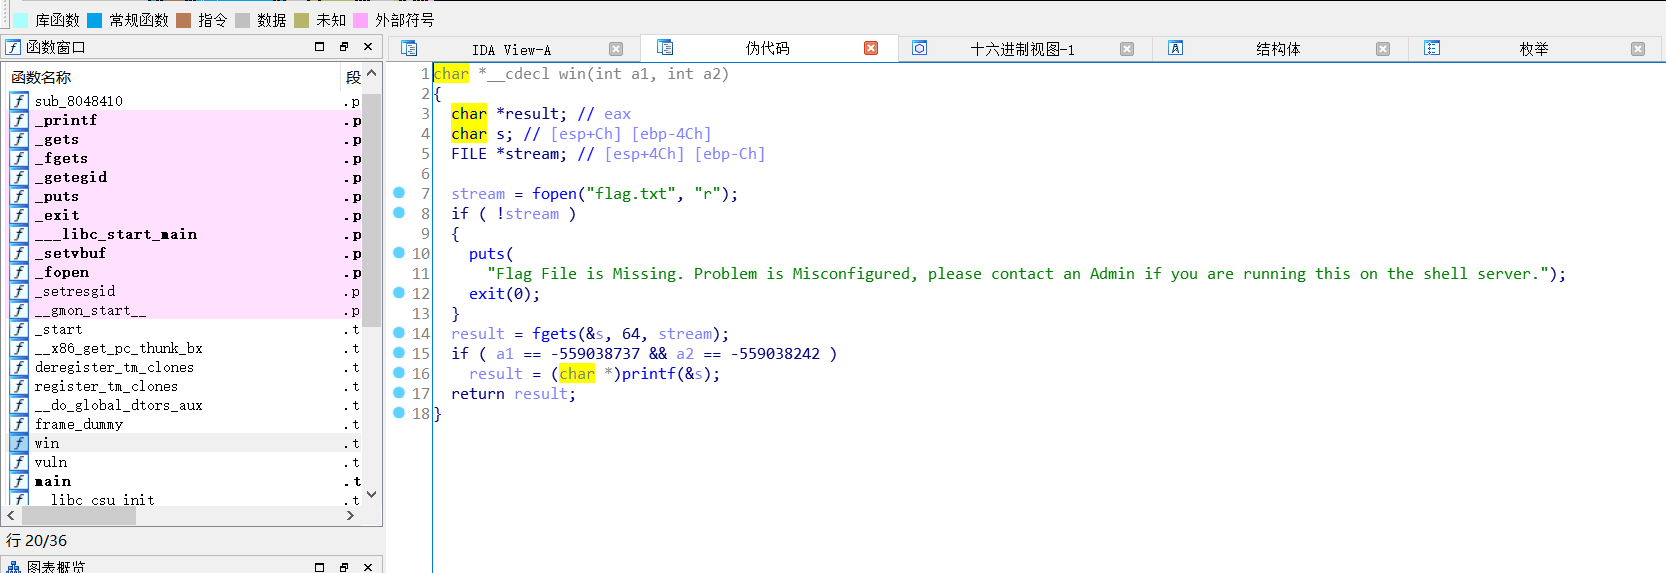 库函数 常规函数 指令 数据 未知 外部符号
函数窗口
函数名称 段
sub_8048410 .p
_printf .p
_gets .p
_fgets .p
_getegid .p
_puts .p
_exit .p
___libc_start_main .p
_setvbuf .p
_fopen .p
_setresgid .p
__gmon_start__ .p
_start .t
__x86_get_pc_thunk_bx .t
deregister_tm_clones .t
register_tm_clones .t
__do_global_dtors_aux .t
frame_dummy .t
win .t
vuln .t
main .t
__libc_csu_init .t
行 20/36
图表概览
IDA View-A 伪代码 十六进制视图-1 结构体 枚举
1 char *__cdecl win(int a1, int a2)
2 {
3 char *result; // eax
4 char s; // [esp+Ch] [ebp-4Ch]
5 FILE *stream; // [esp+4Ch] [ebp-Ch]
6
7 stream = fopen("flag.txt", "r");
8 if ( !stream )
9 {
10 puts(
11 "Flag File is Missing. Problem is Misconfigured, please contact an Admin if you are running this on the shell server.");
12 exit(0);
13 }
14 result = fgets(&s, 64, stream);
15 if ( a1 == -559038737 && a2 == -559038242 )
16 result = (char *)printf(&s);
17 return result;
18 }